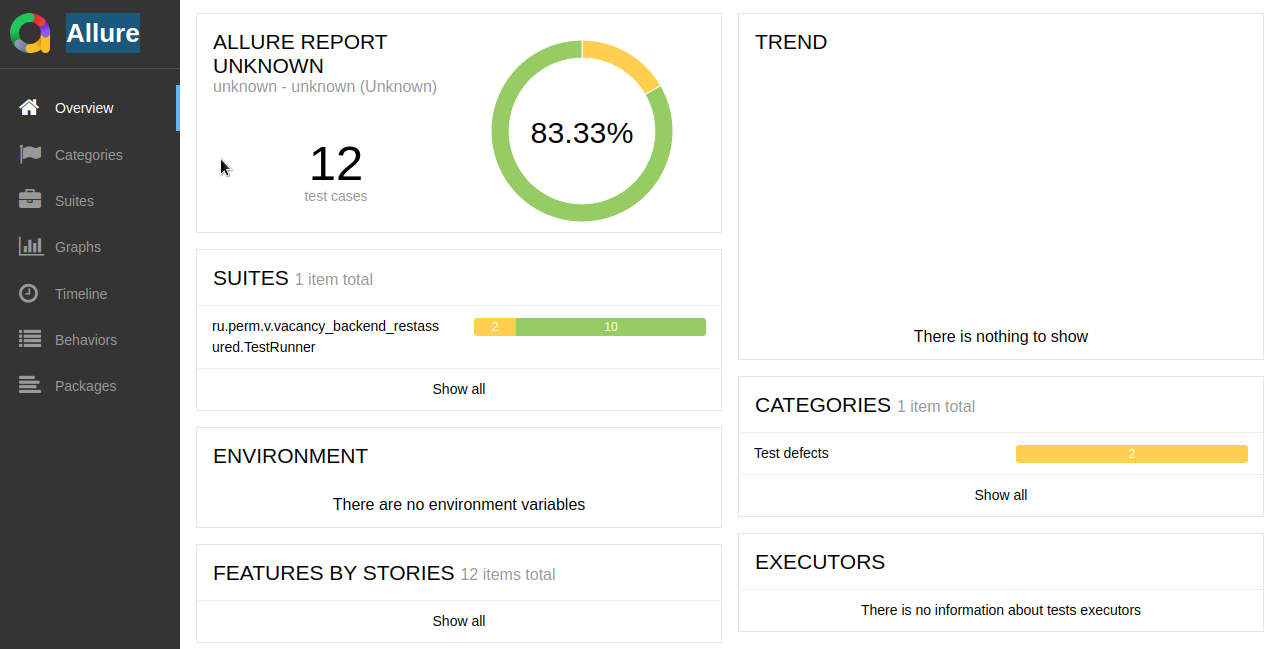 Allure
Overview
Categories
Suites
Graphs
Timeline
Behaviors
Packages
ALLURE REPORT
UNKNOWN
unknown - unknown (Unknown)
12
test cases
83.33%
SUITES 1 item total
ru.perm.v.vacancy_backend_restass
ured.TestRunner
2 10
Show all
ENVIRONMENT
There are no environment variables
FEATURES BY STORIES 12 items total
Show all
TREND
There is nothing to show
CATEGORIES 1 item total
Test defects 2
Show all
EXECUTORS
There is no information about tests executors